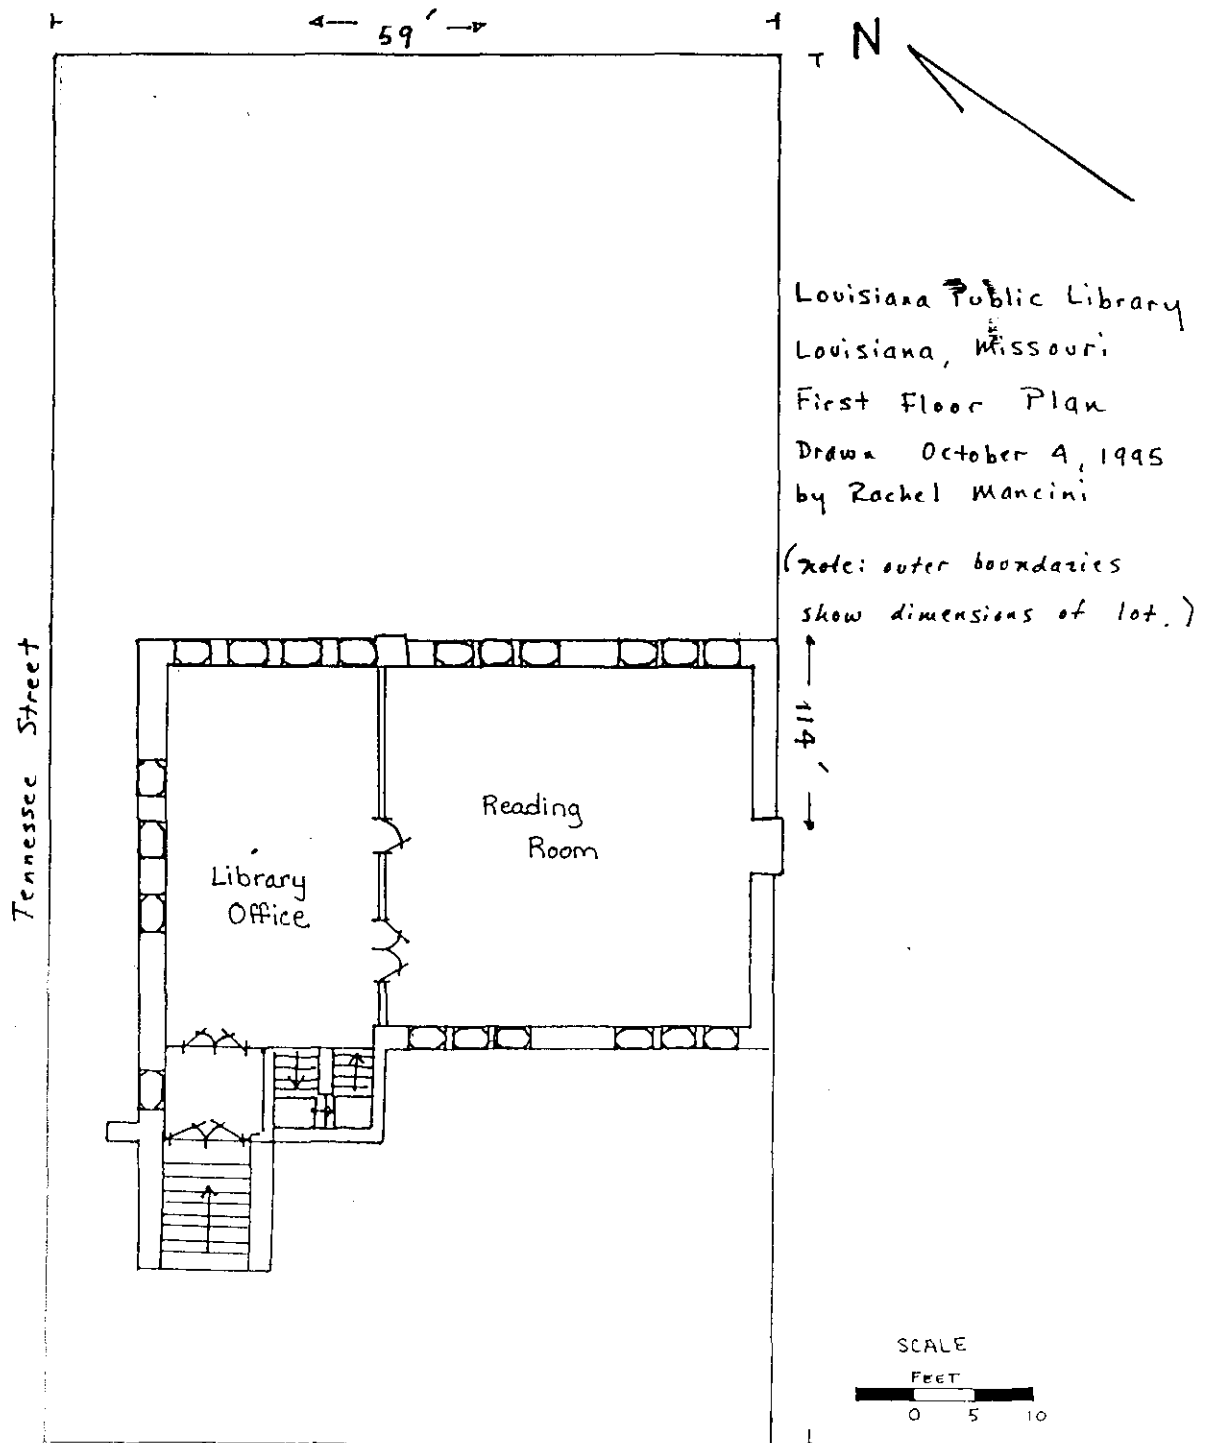 59'
N
Louisiana Public Library
Louisiana, Missouri
First Floor Plan
Drawn October 4, 1995
by Rachel Mancini
(note: outer boundaries
show dimensions of lot.)
114'
Tennessee Street
Reading
Room
Library
Office
SCALE
FEET
0 5 10